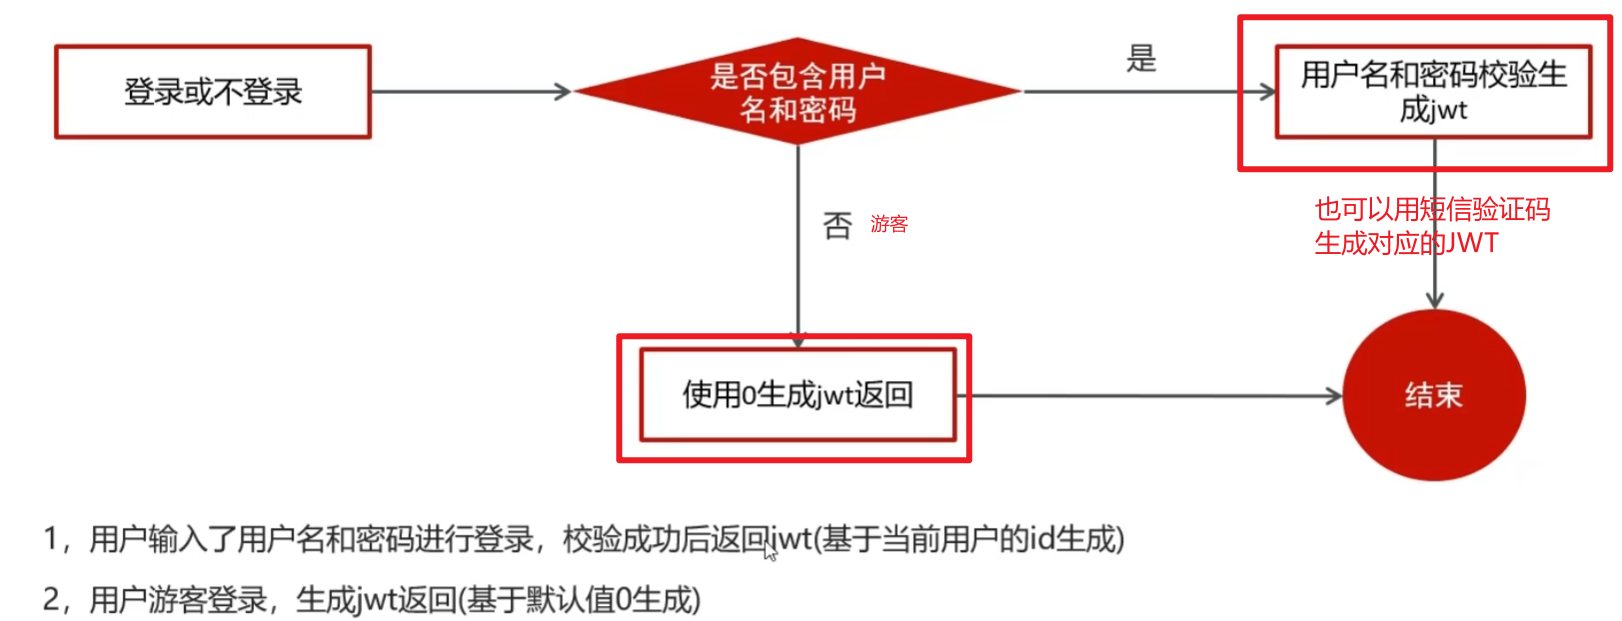 登录或不登录
是否包含用户
名和密码
是
用户名和密码校验生
成jwt
否
游客
也可以用短信验证码
生成对应的JWT
使用0生成jwt返回
结束
1，用户输入了用户名和密码进行登录，校验成功后返回jwt(基于当前用户的id生成)
2，用户游客登录，生成jwt返回(基于默认值0生成)